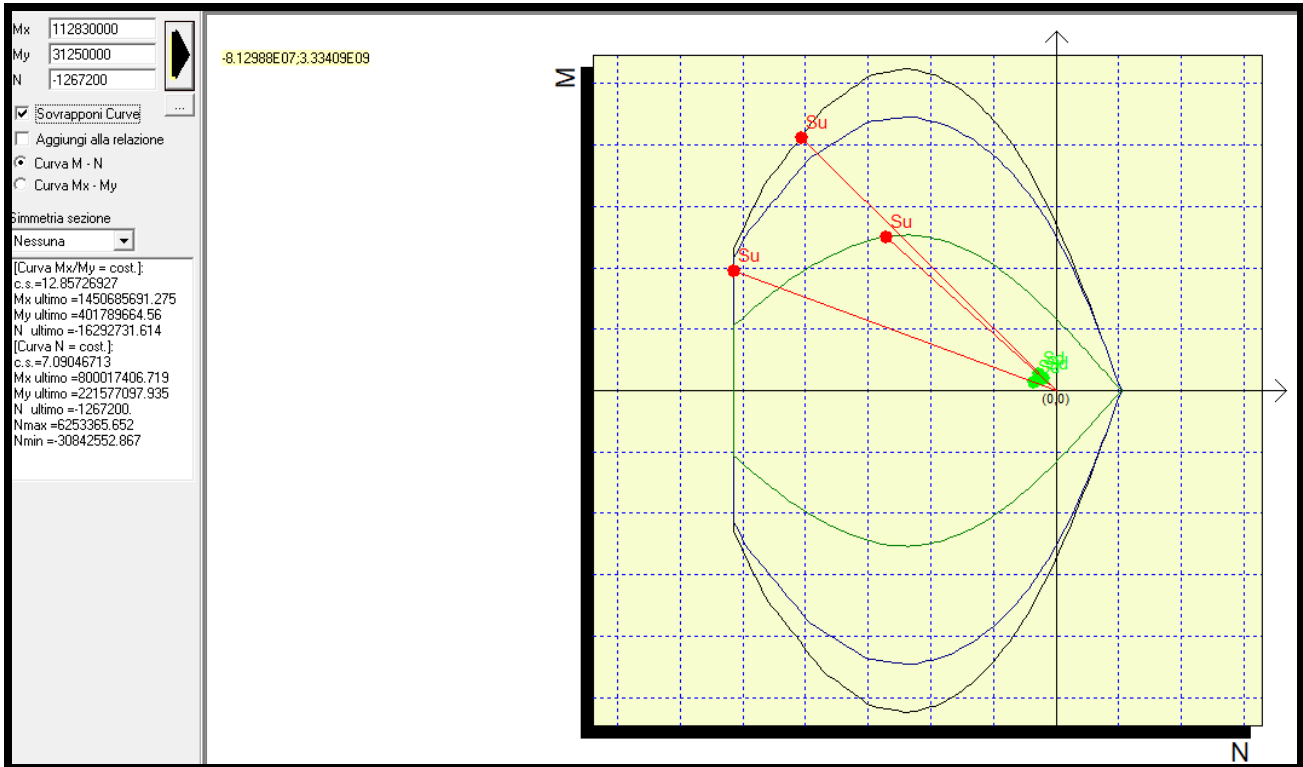 Mx 112830000
My 31250000
N -1267200
...
Sovrapponi Curve
Aggiungi alla relazione
Curva M - N
Curva Mx - My
Simmetria sezione
Nessuna
[Curva Mx/My = cost.]:
c.s.=12.85726927
Mx ultimo =1450685691.275
My ultimo =401789664.56
N ultimo =-16292731.614
[Curva N = cost.]:
c.s.=7.09046713
Mx ultimo =800017406.719
My ultimo =221577097.935
N ultimo =-1267200.
Nmax =6253365.652
Nmin =-30842552.867
-8.12988E07;3.33409E09
M
Su
Su
Su
Sd
(0,0)
N